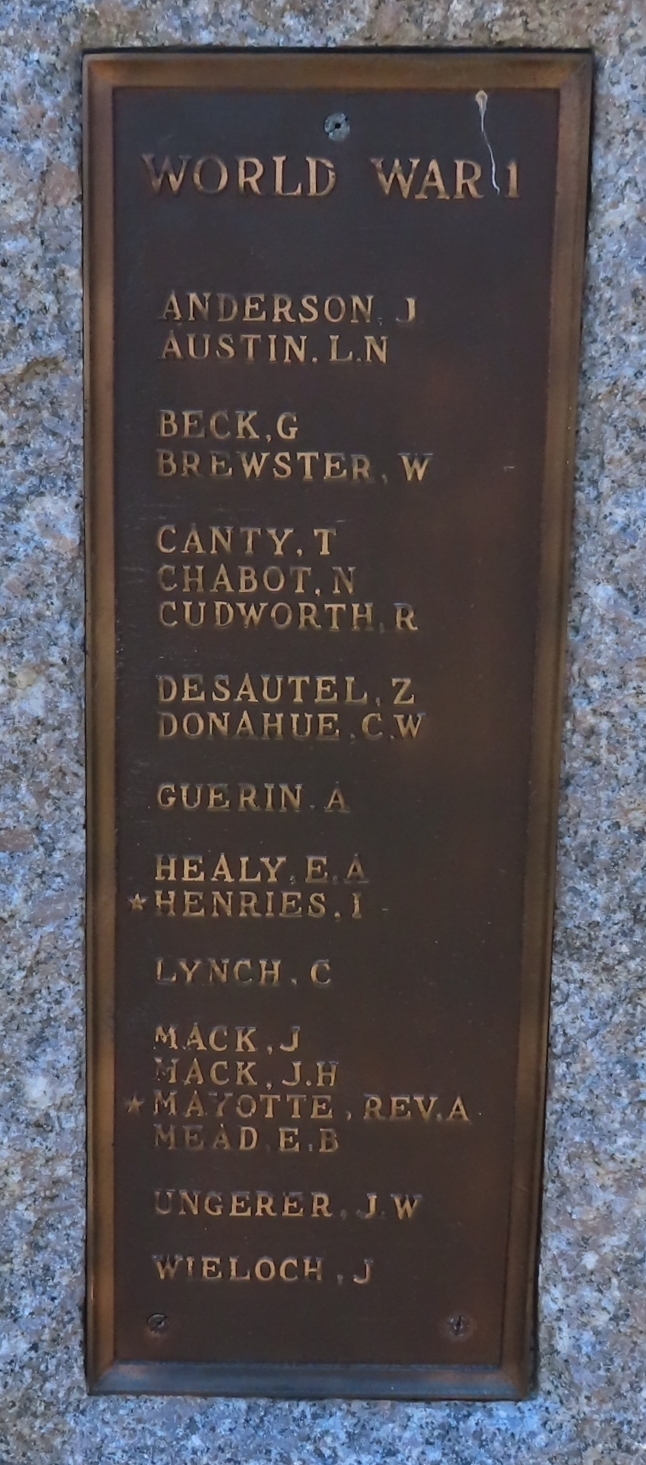 WORLD WAR 1
ANDERSON, J
AUSTIN, L.N
BECK, G
BREWSTER, W
CANTY, T
CHABOT, N
CUDWORTH, R
DESAUTEL, Z
DONAHUE, C.W
GUERIN, A
HEALY, E.A
★HENRIES, I
LYNCH, C
MACK, J
MACK, J.H
★MAYOTTE, REV.A
MEAD, E.B
UNGERER, J.W
WIELOCH, J